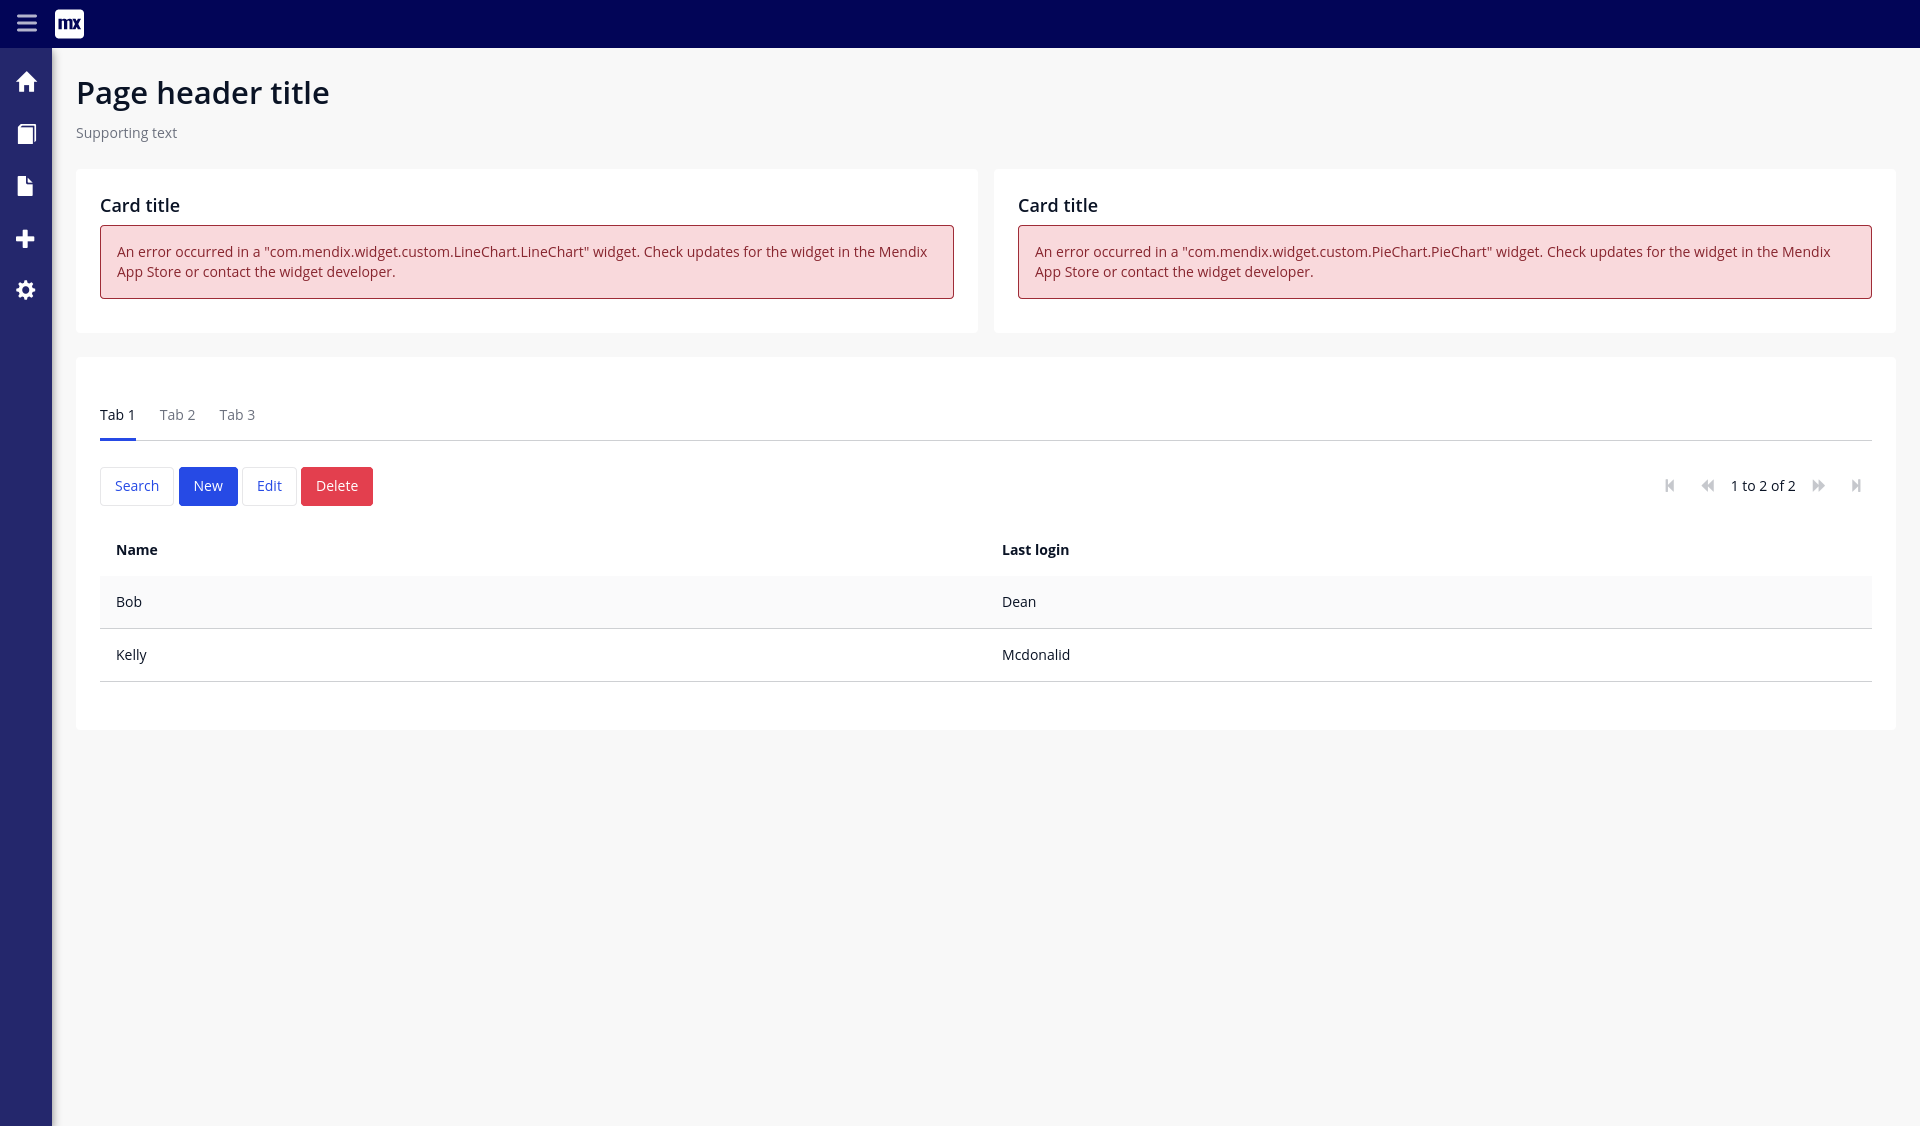 mx
Page header title
Supporting text
Card title
An error occurred in a "com.mendix.widget.custom.LineChart.LineChart" widget. Check updates for the widget in the Mendix
App Store or contact the widget developer.
Card title
An error occurred in a "com.mendix.widget.custom.PieChart.PieChart" widget. Check updates for the widget in the Mendix
App Store or contact the widget developer.
Tab 1 Tab 2 Tab 3
Search New Edit Delete 1 to 2 of 2
Name Last login
Bob Dean
Kelly Mcdonalid